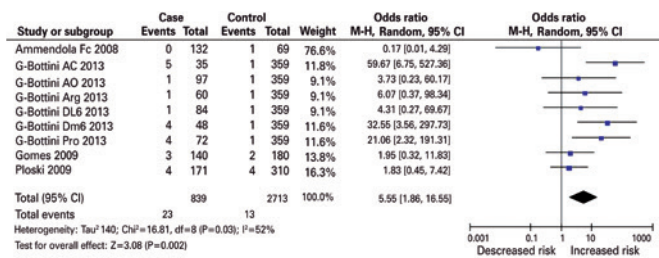 Case Control Odds ratio Odds ratio
Study or subgroup Events Total Events Total Weight M-H, Random, 95% CI M-H, Random, 95% CI
Ammendola Fc 2008 0 132 1 69 76.6% 0.17 (0.01, 4.29)
G-Bottini AC 2013 5 35 1 359 11.8% 59.67 [6.75, 527.36]
G-Bottini AO 2013 1 97 1 359 9.1% 3.73 (0.23, 60.17)
G-Bottini Arg 2013 1 60 1 359 9.1% 6.07 (0.37, 98.34)
G-Bottini DL6 2013 1 84 1 359 9.1% 4.31 (0.27, 69.67)
G-Bottini Dm6 2013 4 48 1 359 11.6% 32.55 [3.56, 297.73]
G-Bottini Pro 2013 4 72 1 359 11.6% 21.06 [2.32, 191.31]
Gomes 2009 3 140 2 180 13.8% 1.95 [0.32, 11.83]
Ploski 2009 4 171 4 310 16.3% 1.83 (0.45, 7.42)
Total (95% CI) 839 2713 100.0% 5.55 [1.86, 16.55]
Total events 23 13
Heterogeneity: Tau² 140; Chi²=16.81, df=8 (P=0.03); I²=52%
Test for overall effect: Z=3.08 (P=0.002)
0.001 0.1 1 10 1000
Descreased risk Increased risk